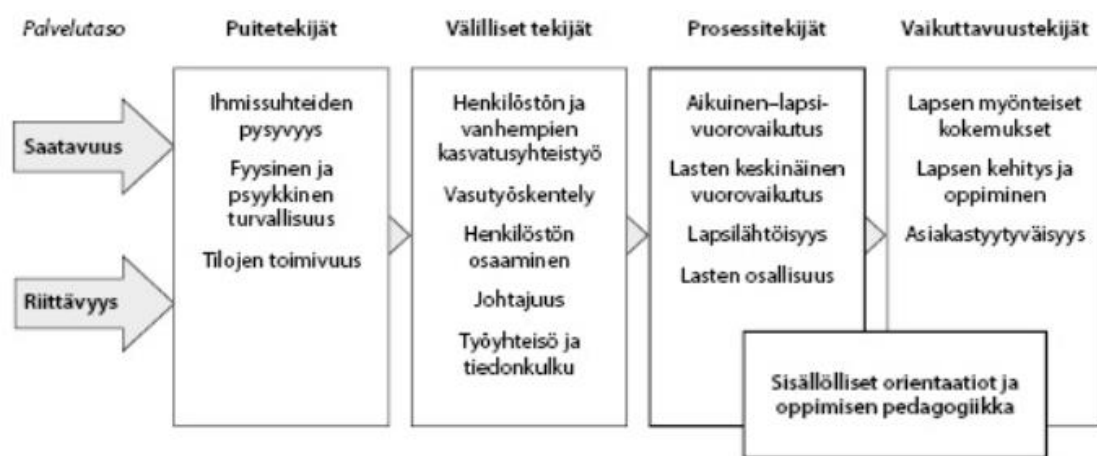 Palvelutaso
Puitetekijät
Välilliset tekijät
Prosessitekijät
Vaikuttavuustekijät
Saatavuus
Riittävyys
Ihmissuhteiden
pysyvyys
Fyysinen ja
psyykkinen
turvallisuus
Tilojen toimivuus
Henkilöstön ja
vanhempien
kasvatusyhteistyö
Vasutyöskentely
Henkilöstön
osaaminen
Johtajuus
Työyhteisö ja
tiedonkulku
Aikuinen–lapsi-
vuorovaikutus
Lasten keskinäinen
vuorovaikutus
Lapsilähtöisyys
Lasten osallisuus
Lapsen myönteiset
kokemukset
Lapsen kehitys ja
oppiminen
Asiakastyytyväisyys
Sisällölliset orientaatiot ja
oppimisen pedagogiikka